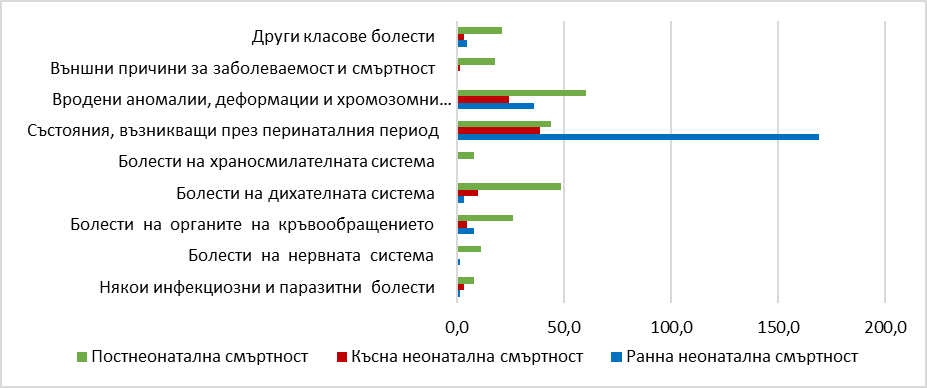 Други класове болести
Външни причини за заболеваемост и смъртност
Вродени аномалии, деформации и хромозомни...
Състояния, възникващи през перинаталния период
Болести на храносмилателната система
Болести на дихателната система
Болести на органите на кръвообращението
Болести на нервната система
Някои инфекциозни и паразитни болести
0,0 50,0 100,0 150,0 200,0
Постнеонатална смъртност Късна неонатална смъртност Ранна неонатална смъртност